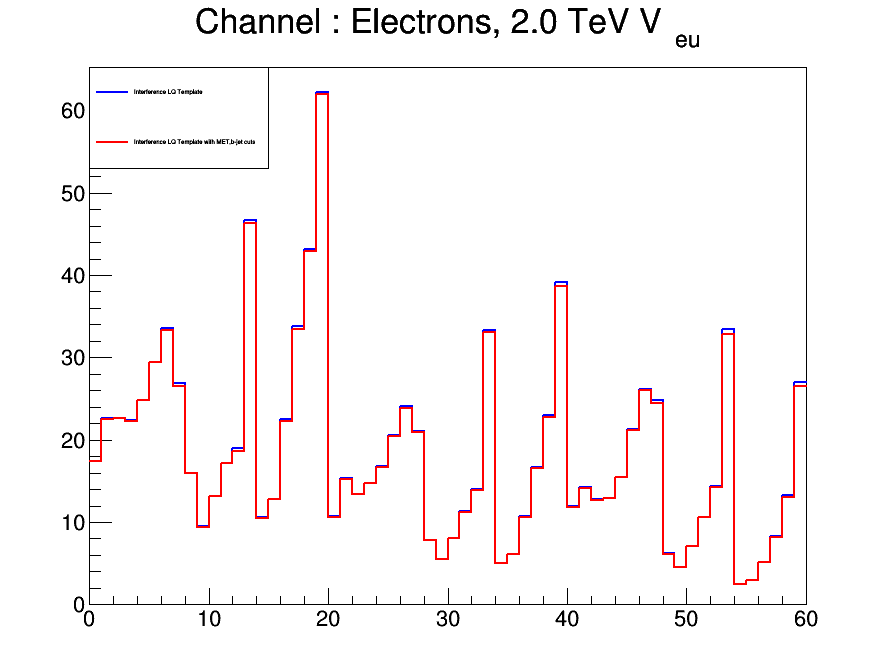 Channel : Electrons, 2.0 TeV V eu
Interference LQ Template
Interference LQ Template with MET,b-jet cuts
60
50
40
30
20
10
0
0 10 20 30 40 50 60